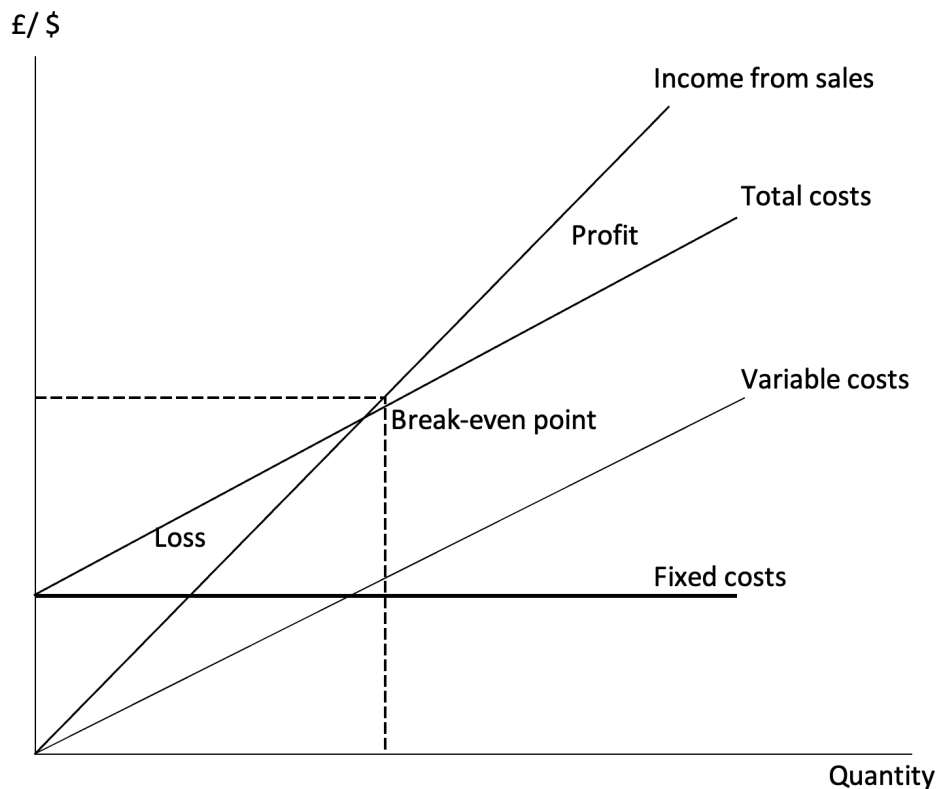 £/ $
Income from sales
Total costs
Profit
Variable costs
Break-even point
Loss
Fixed costs
Quantity